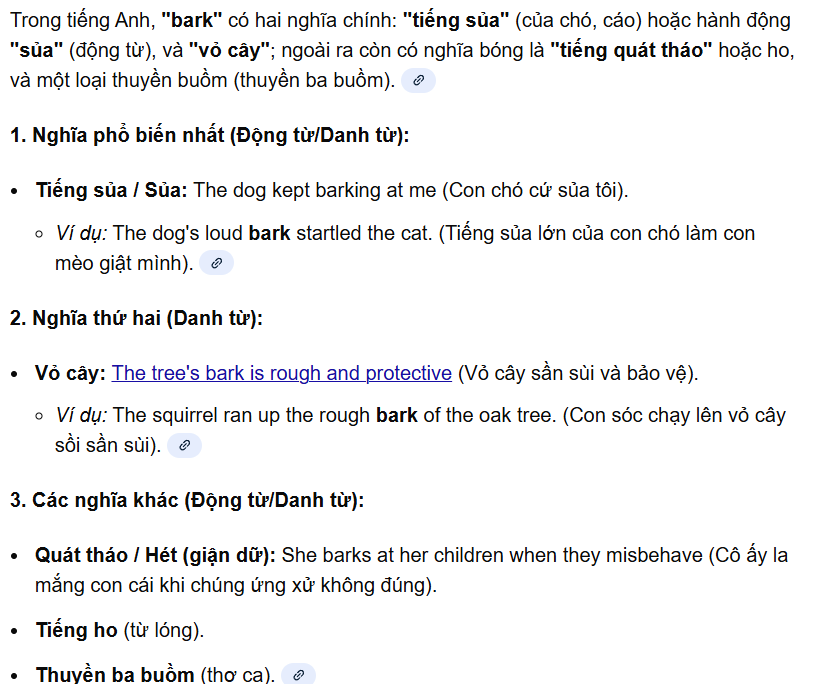 Trong tiếng Anh, "bark" có hai nghĩa chính: "tiếng sủa" (của chó, cáo) hoặc hành động
"sủa" (động từ), và "vỏ cây"; ngoài ra còn có nghĩa bóng là "tiếng quát tháo" hoặc ho,
và một loại thuyền buồm (thuyền ba buồm).
1. Nghĩa phổ biến nhất (Động từ/Danh từ):
• Tiếng sủa / Sủa: The dog kept barking at me (Con chó cứ sủa tôi).
◦ Ví dụ: The dog's loud bark startled the cat. (Tiếng sủa lớn của con chó làm con
mèo giật mình).
2. Nghĩa thứ hai (Danh từ):
• Vỏ cây: The tree's bark is rough and protective (Vỏ cây sần sùi và bảo vệ).
◦ Ví dụ: The squirrel ran up the rough bark of the oak tree. (Con sóc chạy lên vỏ cây
sồi sần sùi).
3. Các nghĩa khác (Động từ/Danh từ):
• Quát tháo / Hét (giận dữ): She barks at her children when they misbehave (Cô ấy la
mắng con cái khi chúng ứng xử không đúng).
• Tiếng ho (từ lóng).
• Thuyền ba buồm (thơ ca).